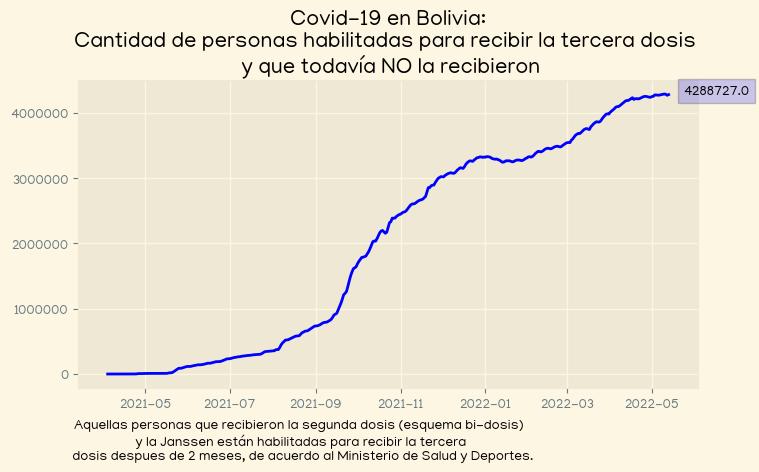 Covid-19 en Bolivia:
Cantidad de personas habilitadas para recibir la tercera dosis
y que todavía NO la recibieron
4288727.0
4000000
3000000
2000000
1000000
0
2021-05 2021-07 2021-09 2021-11 2022-01 2022-03 2022-05
Aquellas personas que recibieron la segunda dosis (esquema bi-dosis)
y la Janssen están habilitadas para recibir la tercera
dosis despues de 2 meses, de acuerdo al Ministerio de Salud y Deportes.